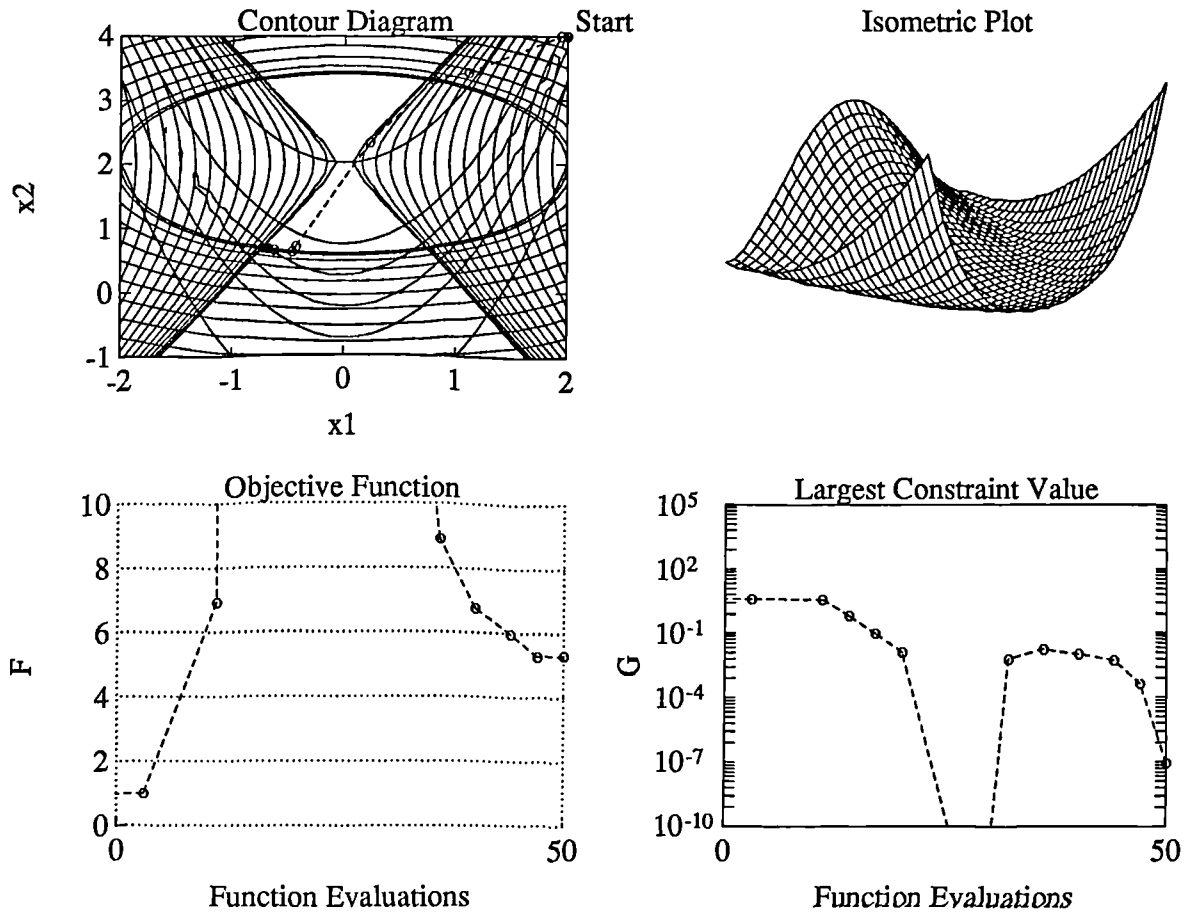 Contour Diagram
Start
Isometric Plot
4
3
2
1
0
-1
x2
-2
-1
0
1
2
x1
Objective Function
10
8
6
4
2
0
F
0
50
Function Evaluations
Largest Constraint Value
10^5
10^2
10^-1
10^-4
10^-7
10^-10
G
0
50
Function Evaluations